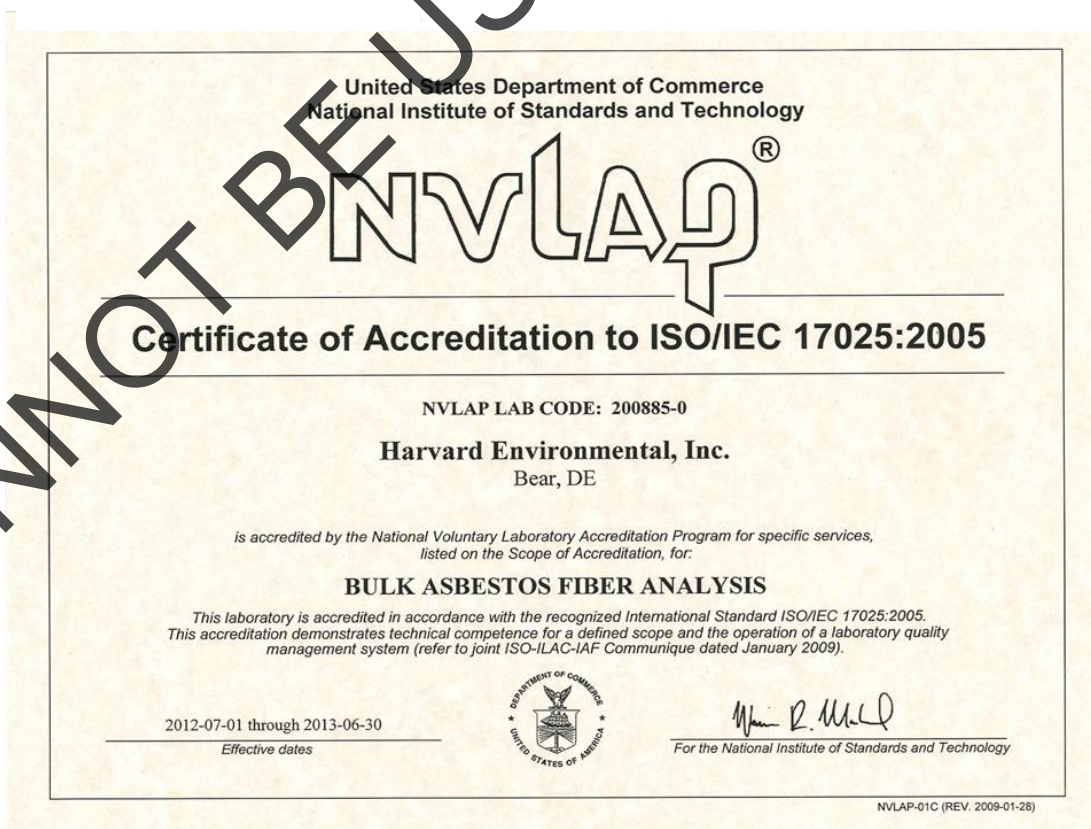 NNOT BE US
United States Department of Commerce
National Institute of Standards and Technology
NVLAP®
Certificate of Accreditation to ISO/IEC 17025:2005
NVLAP LAB CODE: 200885-0
Harvard Environmental, Inc.
Bear, DE
is accredited by the National Voluntary Laboratory Accreditation Program for specific services,
listed on the Scope of Accreditation, for:
BULK ASBESTOS FIBER ANALYSIS
This laboratory is accredited in accordance with the recognized International Standard ISO/IEC 17025:2005.
This accreditation demonstrates technical competence for a defined scope and the operation of a laboratory quality
management system (refer to joint ISO-ILAC-IAF Communique dated January 2009).
2012-07-01 through 2013-06-30
Effective dates
DEPARTMENT OF COMMERCE
UNITED STATES OF AMERICA
For the National Institute of Standards and Technology
NVLAP-01C (REV. 2009-01-28)